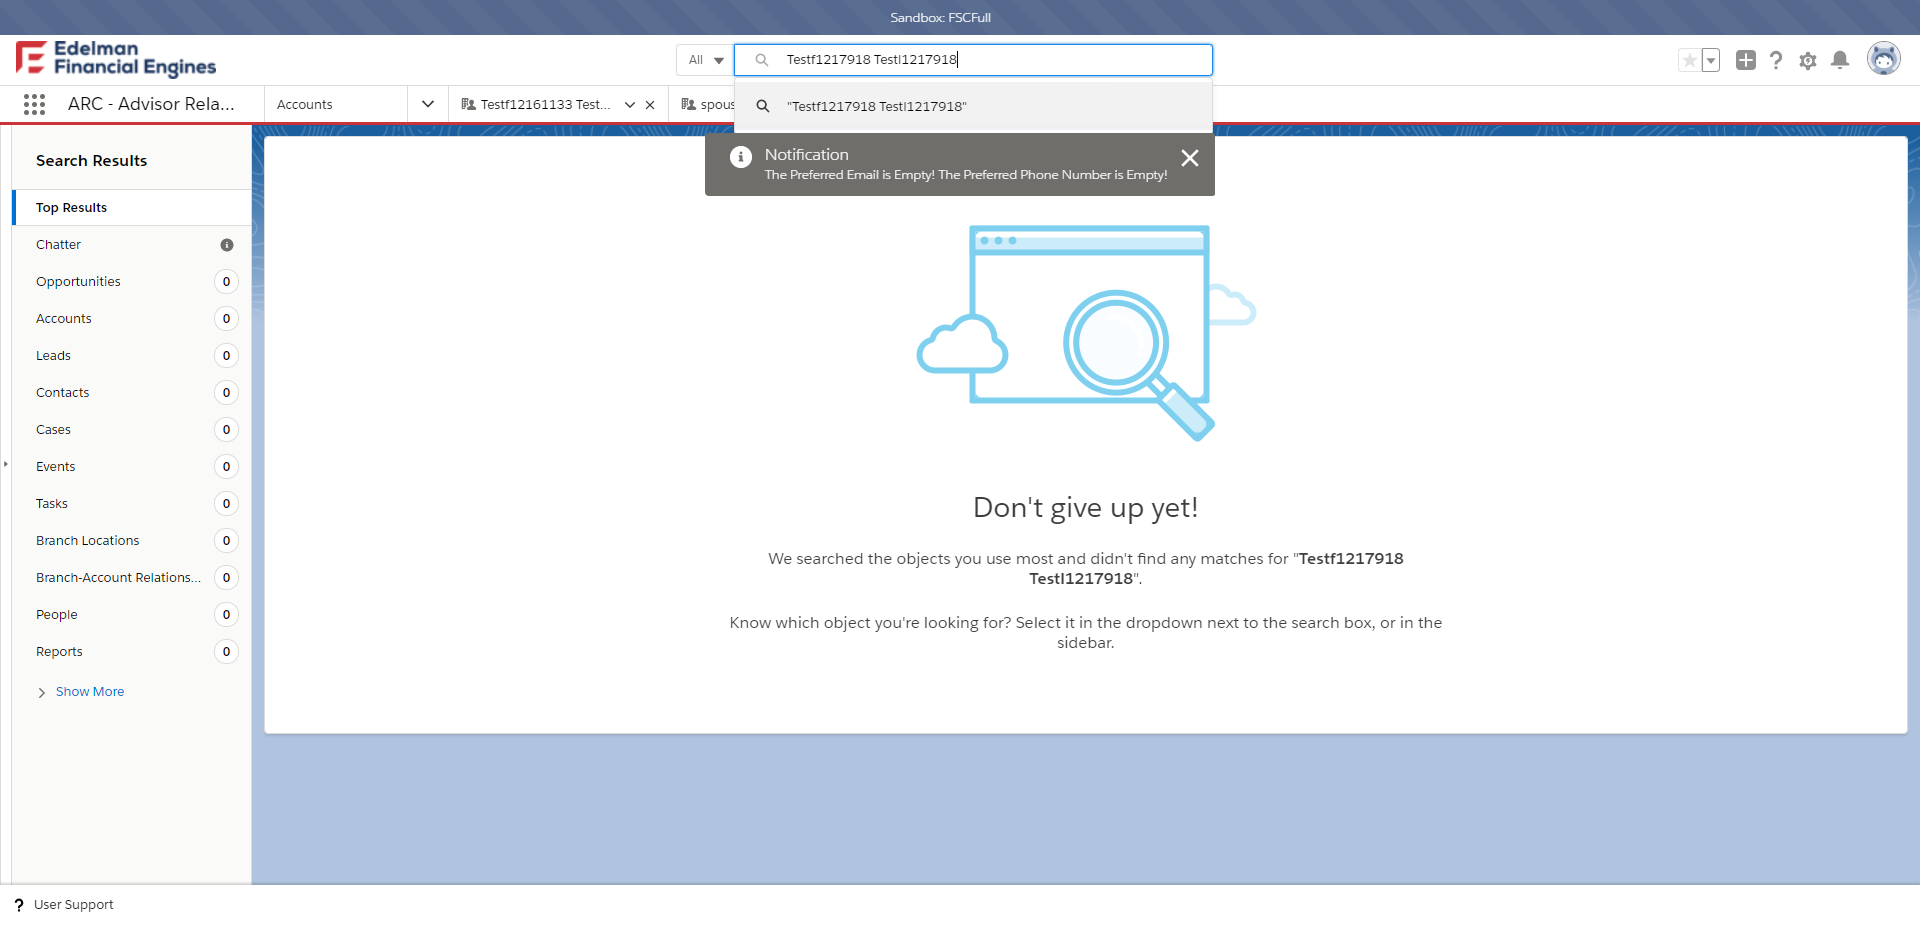 Sandbox: FSCFull
Edelman
Financial Engines
All
Testf1217918 Testl1217918
ARC - Advisor Rela...
Accounts
Testf12161133 Test...
spous
"Testf1217918 Testl1217918"
Notification
The Preferred Email is Empty! The Preferred Phone Number is Empty!
Search Results
Top Results
Chatter
Opportunities 0
Accounts 0
Leads 0
Contacts 0
Cases 0
Events 0
Tasks 0
Branch Locations 0
Branch-Account Relations... 0
People 0
Reports 0
Show More
Don't give up yet!
We searched the objects you use most and didn't find any matches for "Testf1217918
Testl1217918".
Know which object you're looking for? Select it in the dropdown next to the search box, or in the
sidebar.
? User Support